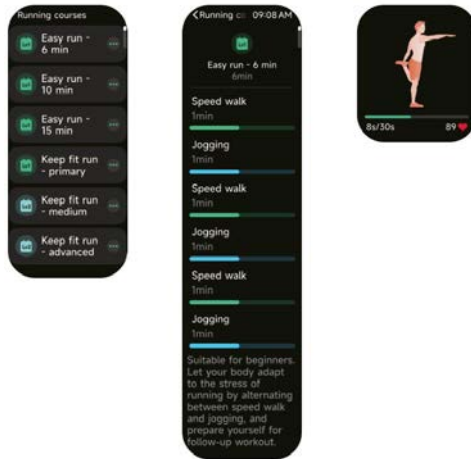 Running courses
Easy run -
6 min
Easy run -
10 min
Easy run -
15 min
Keep fit run
- primary
Keep fit run
- medium
Keep fit run
- advanced
Running co 09:08 AM
Easy run - 6 min
6min
Speed walk
1min
Jogging
1min
Speed walk
1min
Jogging
1min
Speed walk
1min
Jogging
1min
Suitable for beginners.
Let your body adapt
to the stress of
running by alternating
between speed walk
and jogging, and
prepare yourself for
follow-up workout.
8s/30s 89